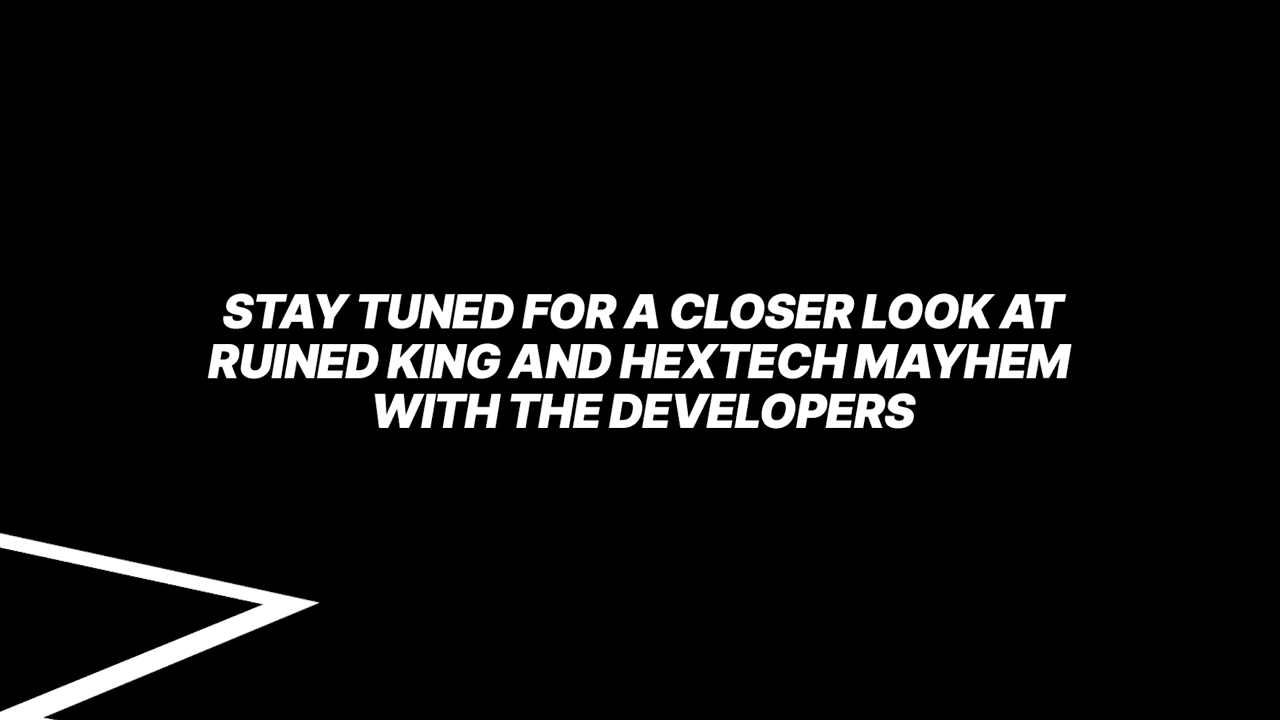 STAY TUNED FOR A CLOSER LOOK AT
RUINED KING AND HEXTECH MAYHEM
WITH THE DEVELOPERS